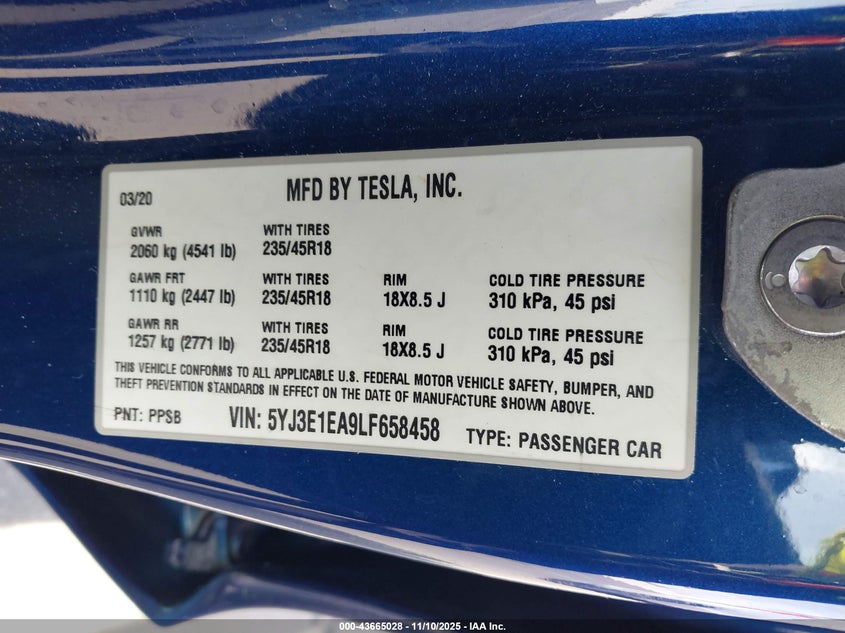 03/20 MFD BY TESLA, INC.
GVWR WITH TIRES
2060 kg (4541 lb) 235/45R18
GAWR FRT WITH TIRES RIM COLD TIRE PRESSURE
1110 kg (2447 lb) 235/45R18 18X8.5 J 310 kPa, 45 psi
GAWR RR WITH TIRES RIM COLD TIRE PRESSURE
1257 kg (2771 lb) 235/45R18 18X8.5 J 310 kPa, 45 psi
THIS VEHICLE CONFORMS TO ALL APPLICABLE U.S. FEDERAL MOTOR VEHICLE SAFETY, BUMPER, AND
THEFT PREVENTION STANDARDS IN EFFECT ON THE DATE OF MANUFACTURE SHOWN ABOVE.
PNT: PPSB VIN: 5YJ3E1EA9LF658458 TYPE: PASSENGER CAR
000-43665028 — 11/10/2025 — IAA Inc.